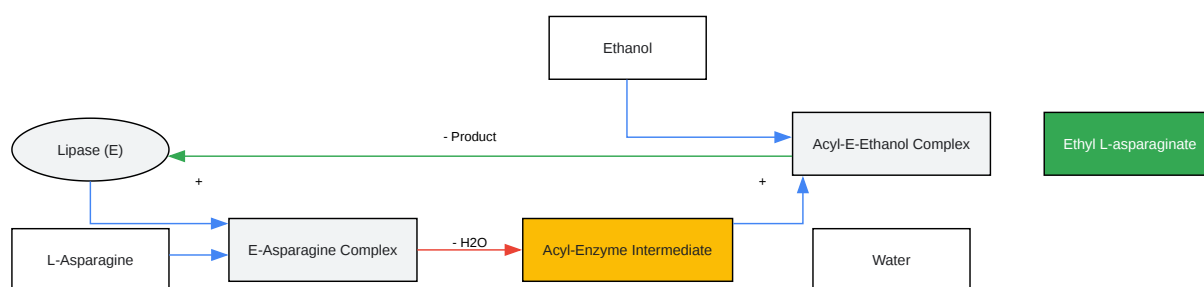 Ethanol
- Product
Lipase (E)
Acyl-E-Ethanol Complex
Ethyl L-asparaginate
+
+
- H2O
L-Asparagine
E-Asparagine Complex
Acyl-Enzyme Intermediate
Water